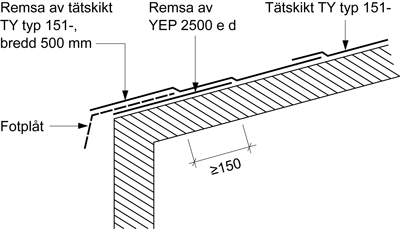 Remsa av tätskikt
TY typ 151-,
bredd 500 mm
Remsa av
YEP 2500 e d
Tätskikt TY typ 151-
Fotplåt
≥150